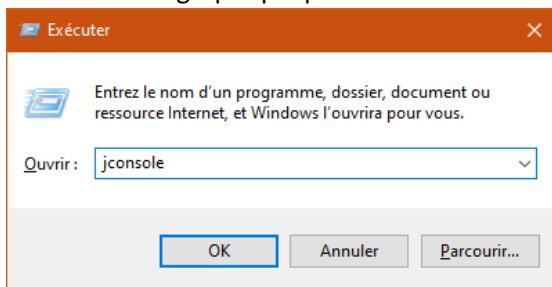 Exécuter
Entrez le nom d'un programme, dossier, document ou
ressource Internet, et Windows l'ouvrira pour vous.
Ouvrir : jconsole
OK Annuler Parcourir...